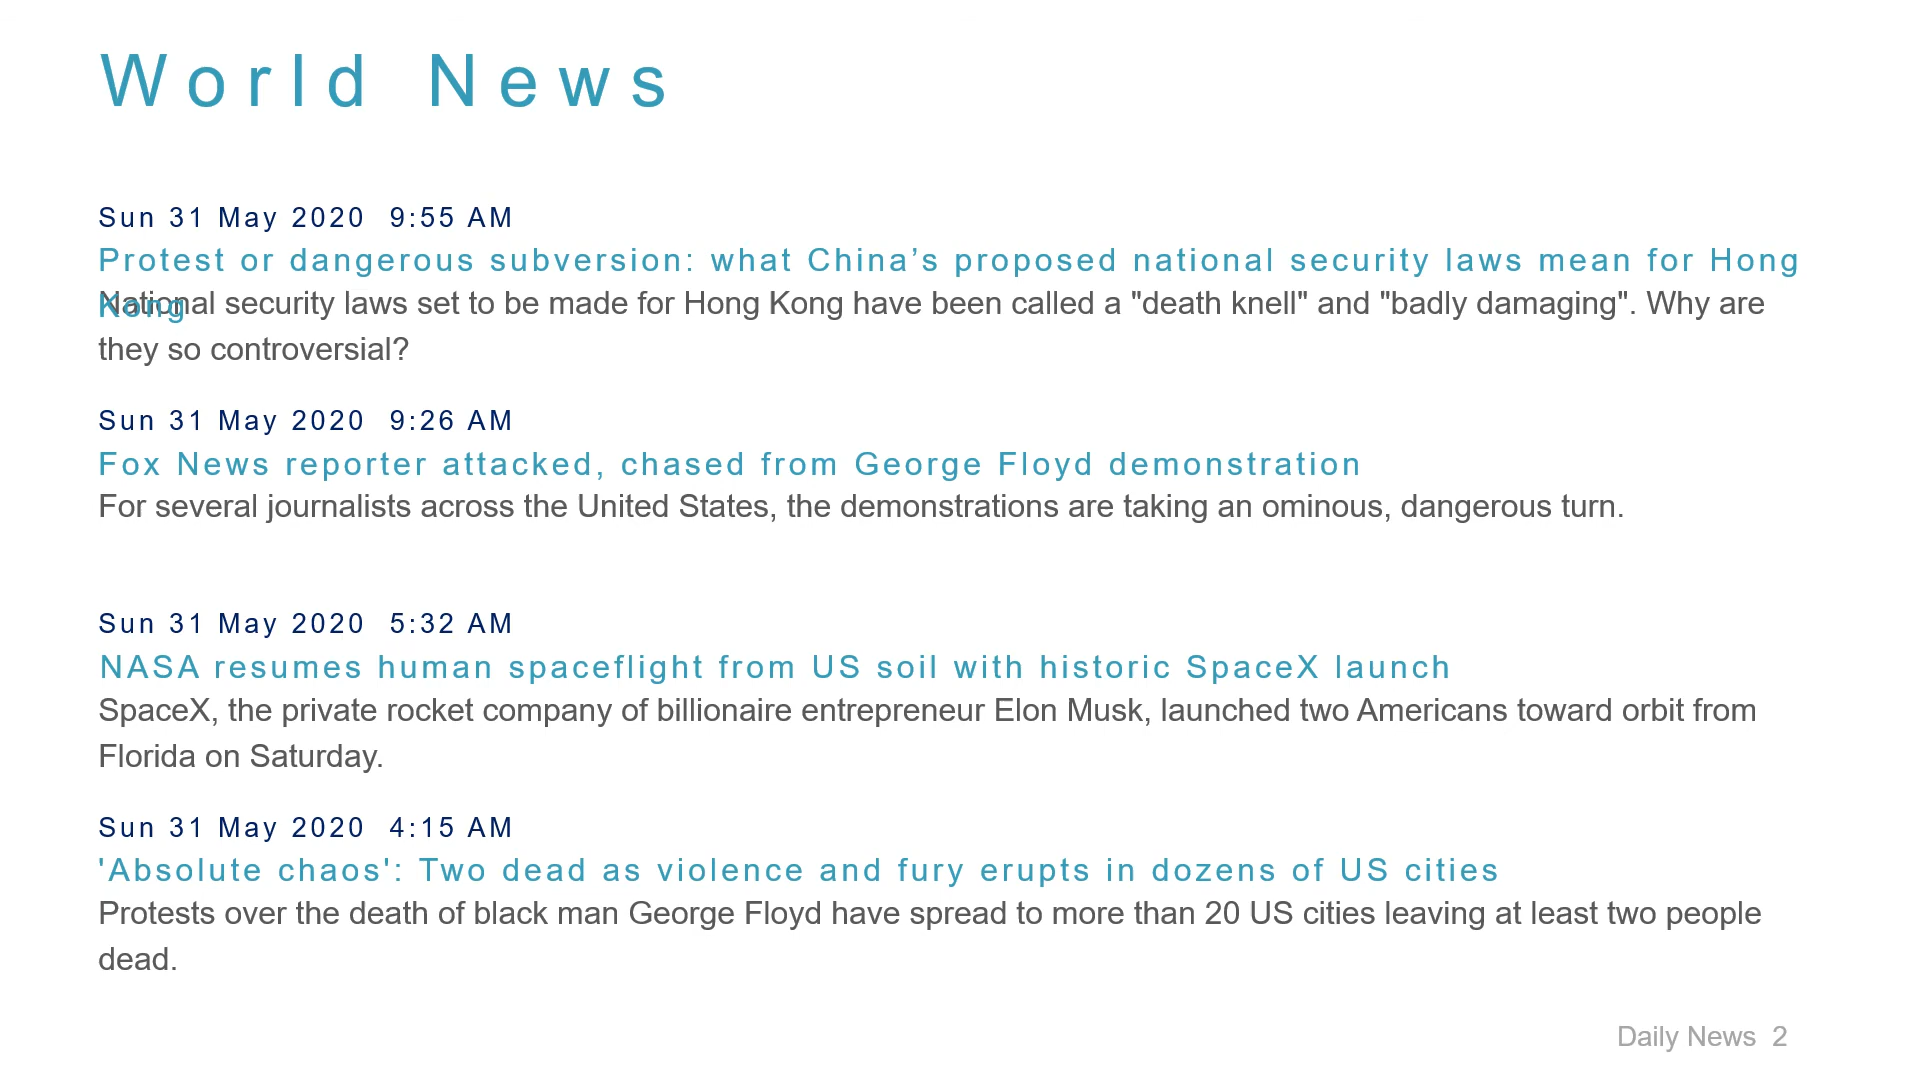 World News
Sun 31 May 2020  9:55 AM
Protest or dangerous subversion: what China’s proposed national security laws mean for Hong
Kong
National security laws set to be made for Hong Kong have been called a "death knell" and "badly damaging". Why are
they so controversial?
Sun 31 May 2020  9:26 AM
Fox News reporter attacked, chased from George Floyd demonstration
For several journalists across the United States, the demonstrations are taking an ominous, dangerous turn.
Sun 31 May 2020  5:32 AM
NASA resumes human spaceflight from US soil with historic SpaceX launch
SpaceX, the private rocket company of billionaire entrepreneur Elon Musk, launched two Americans toward orbit from
Florida on Saturday.
Sun 31 May 2020  4:15 AM
'Absolute chaos': Two dead as violence and fury erupts in dozens of US cities
Protests over the death of black man George Floyd have spread to more than 20 US cities leaving at least two people
dead.
Daily News  2